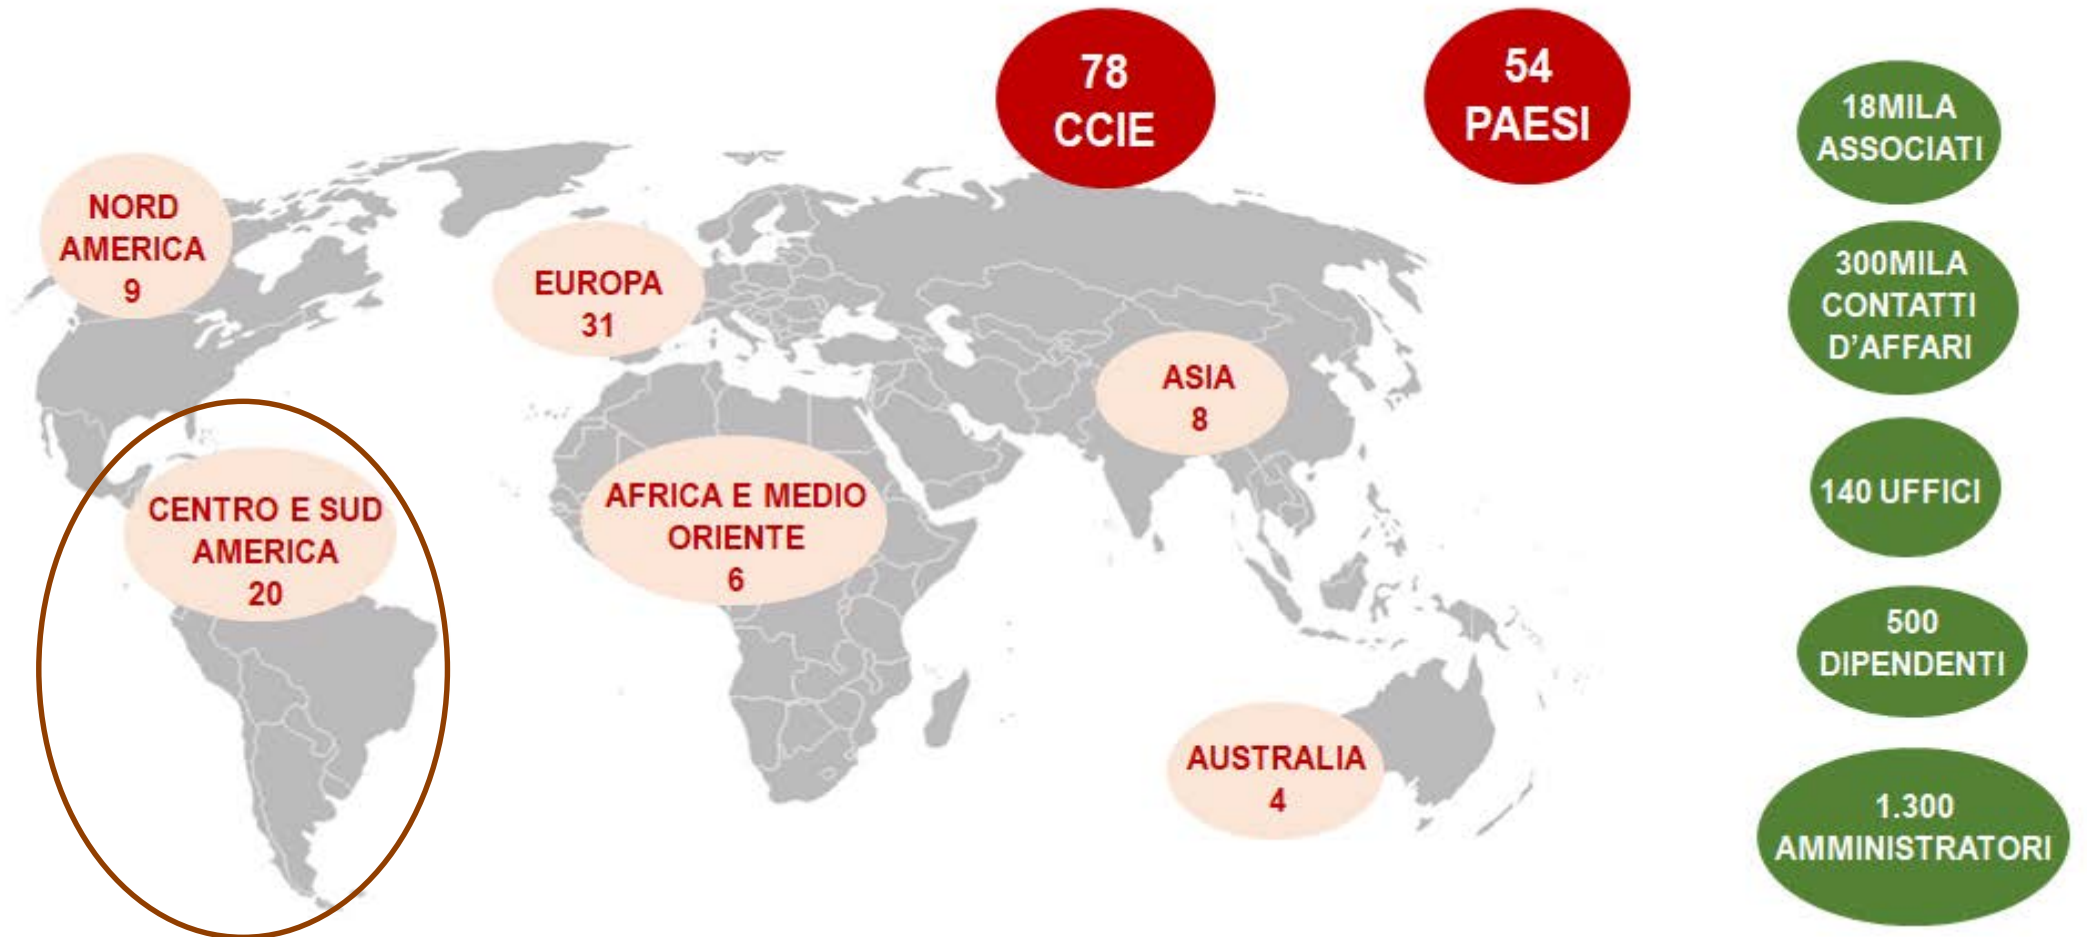 78
CCIE
54
PAESI
18MILA
ASSOCIATI
NORD
AMERICA
9
EUROPA
31
300MILA
CONTATTI
D'AFFARI
ASIA
8
CENTRO E SUD
AMERICA
20
AFRICA E MEDIO
ORIENTE
6
140 UFFICI
500
DIPENDENTI
AUSTRALIA
4
1.300
AMMINISTRATORI